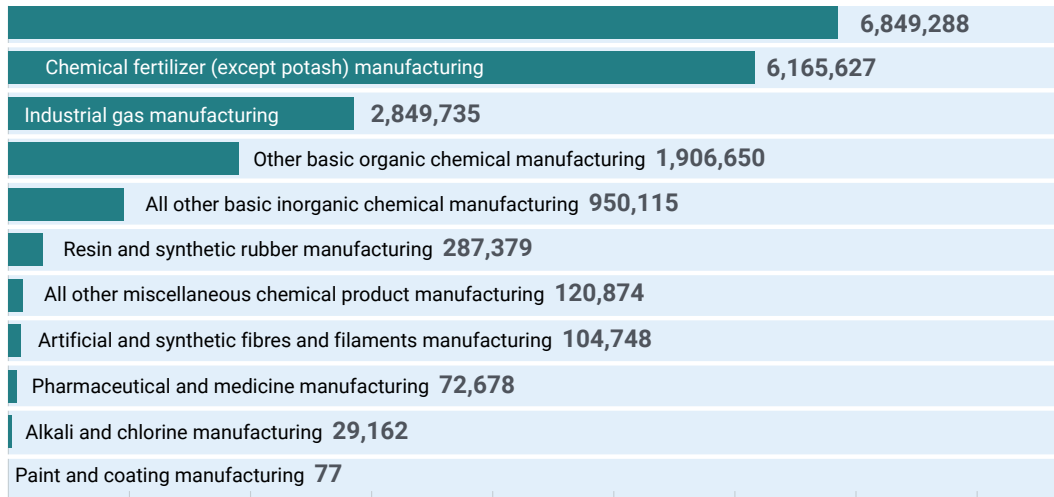 6,849,288
Chemical fertilizer (except potash) manufacturing 6,165,627
Industrial gas manufacturing 2,849,735
Other basic organic chemical manufacturing 1,906,650
All other basic inorganic chemical manufacturing 950,115
Resin and synthetic rubber manufacturing 287,379
All other miscellaneous chemical product manufacturing 120,874
Artificial and synthetic fibres and filaments manufacturing 104,748
Pharmaceutical and medicine manufacturing 72,678
Alkali and chlorine manufacturing 29,162
Paint and coating manufacturing 77